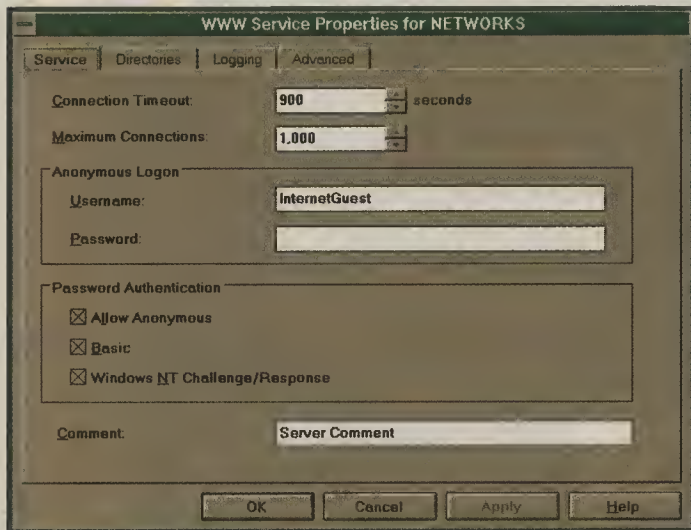 WWW Service Properties for NETWORKS
Service Directories Logging Advanced
Connection Timeout: 900 seconds
Maximum Connections: 1,000
Anonymous Logon
Username: InternetGuest
Password:
Password Authentication
Allow Anonymous
Basic
Windows NT Challenge/Response
Comment: Server Comment
OK Cancel Apply Help